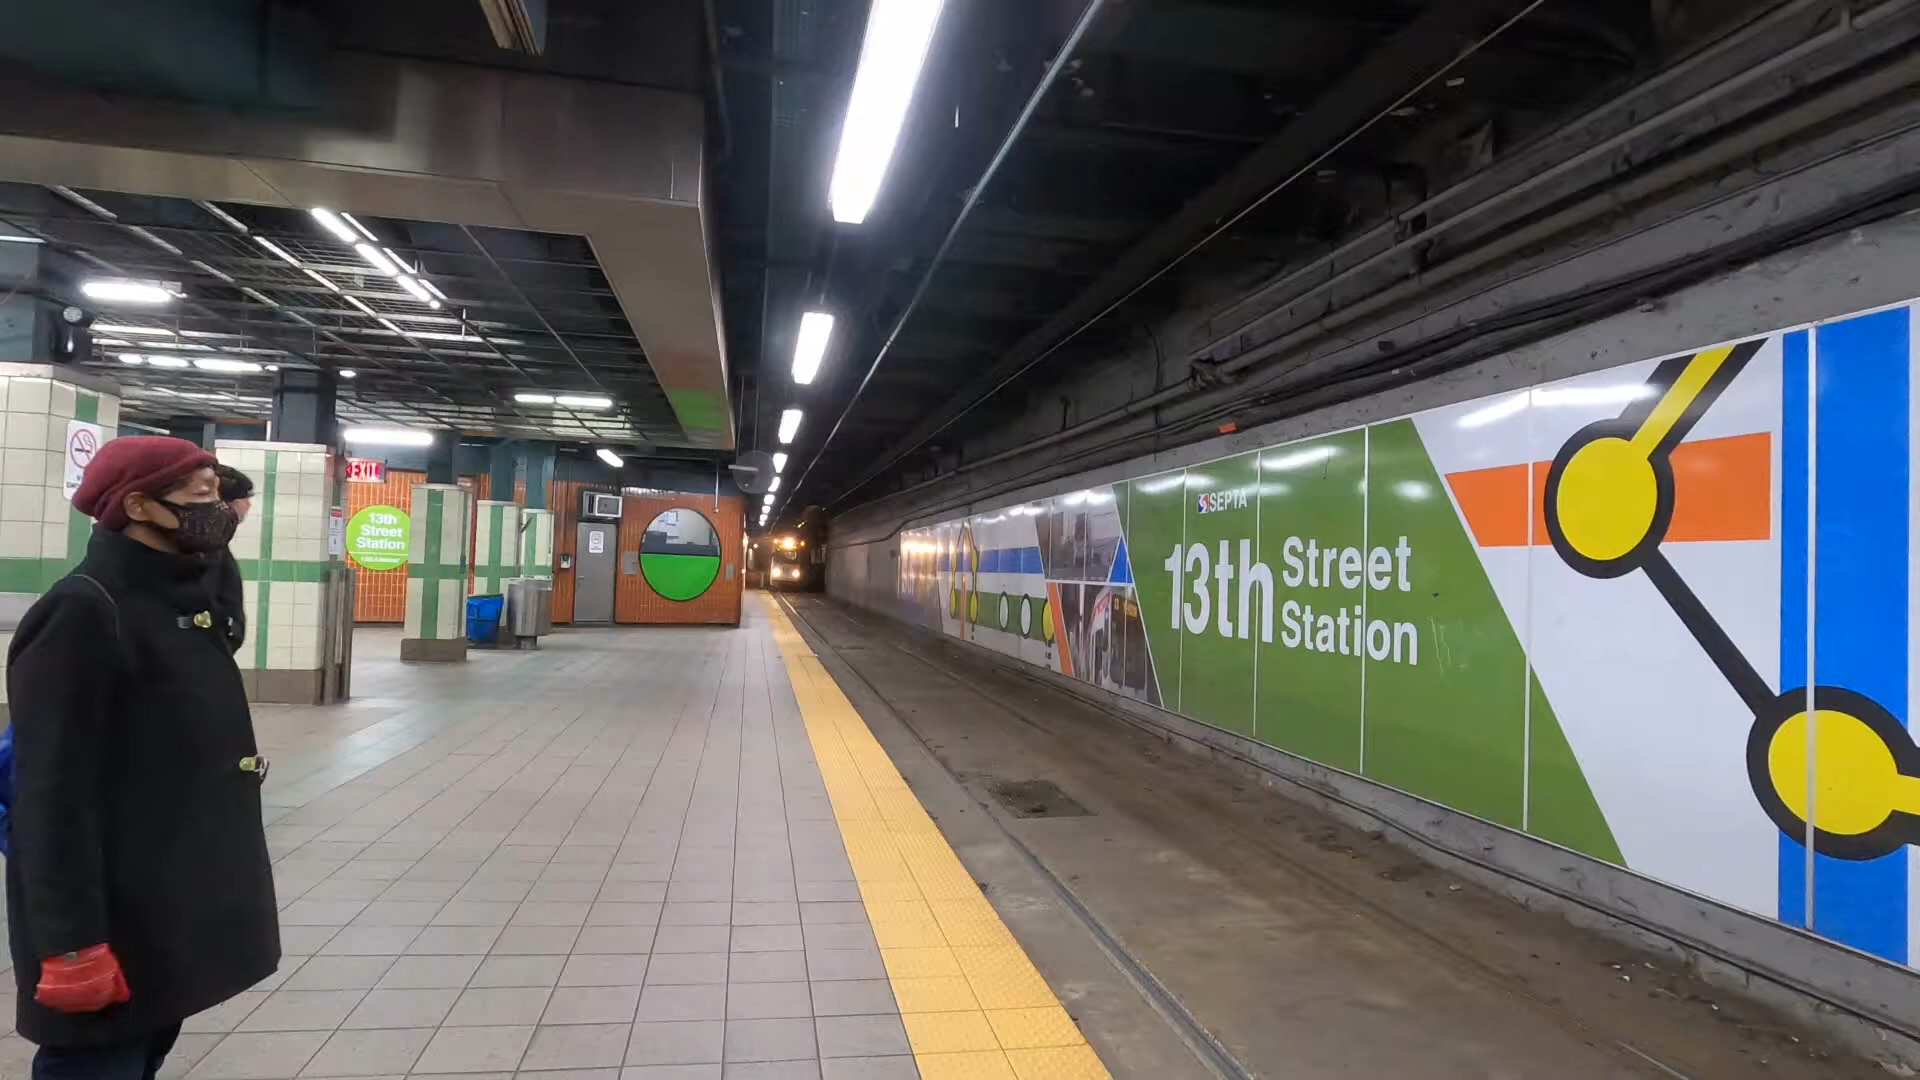 EXIT
13th
Street
Station
SEPTA
13th Street
Station